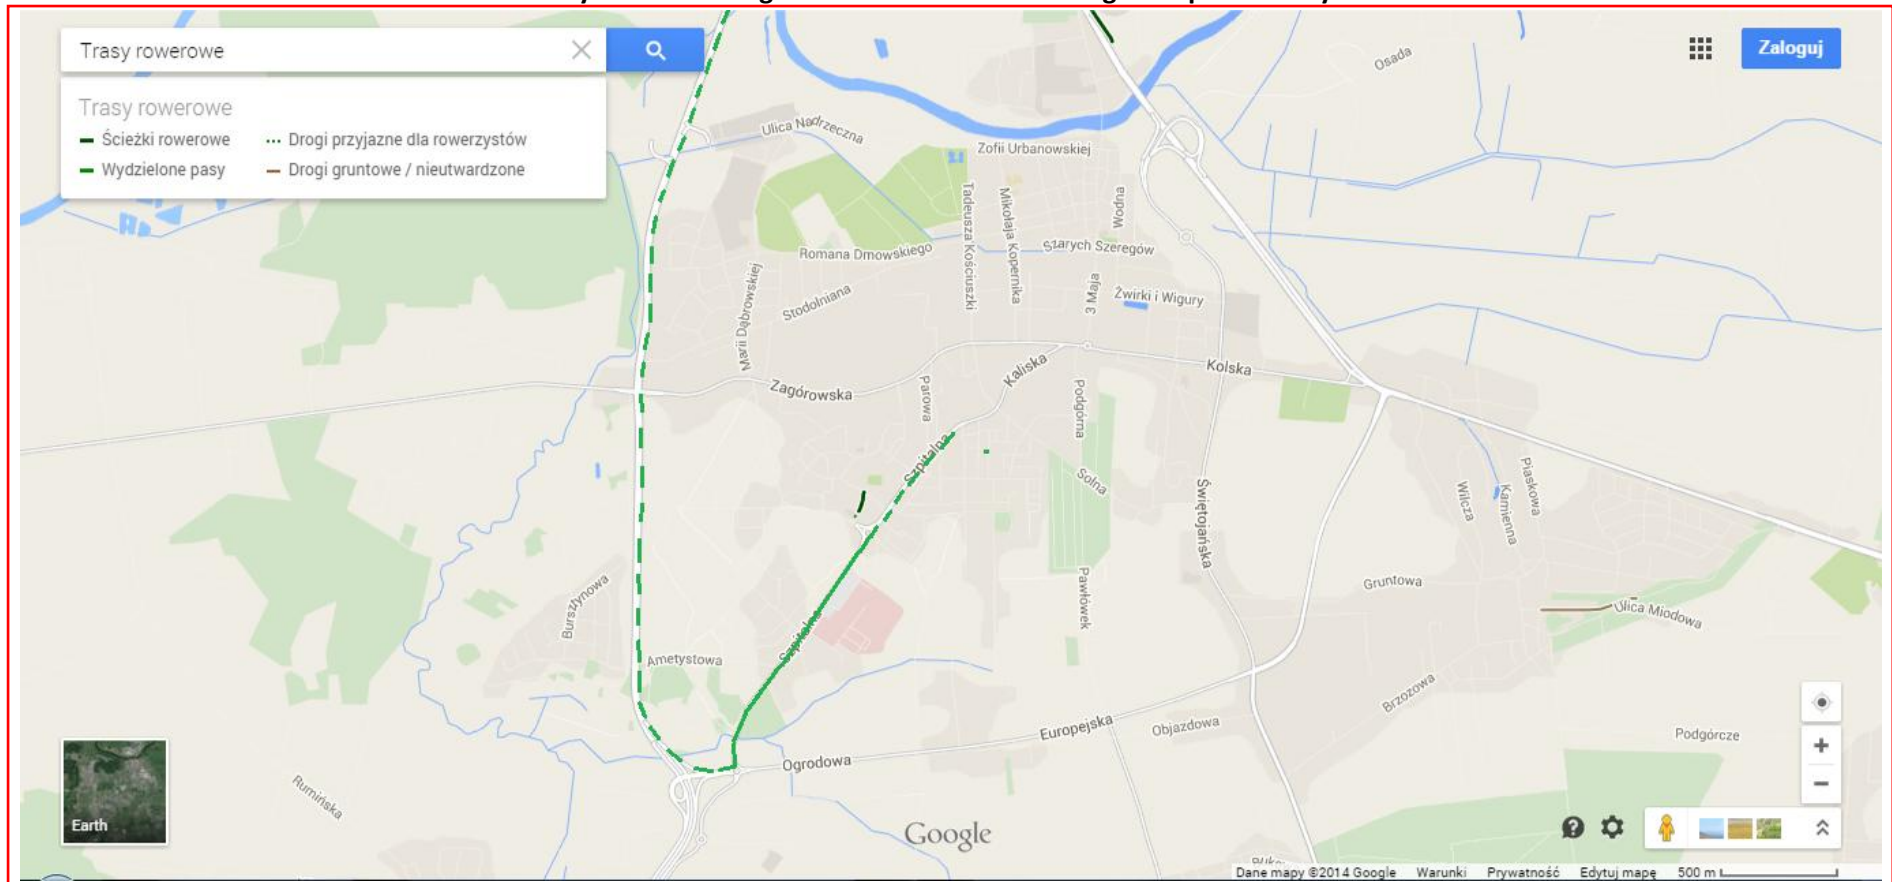 Trasy rowerowe
Zaloguj
Trasy rowerowe
Ścieżki rowerowe
Drogi przyjazne dla rowerzystów
Wydzielone pasy
Drogi gruntowe / nieutwardzone
Osada
Ulica Nadrzeczna
Zofii Urbanowskiej
Tadeusza Kościuszki
Mikołaja Kopernika
Wodna
Romana Dmowskiego
Starych Szeregów
Marii Dąbrowskiej
Stodolniana
3 Maja
Żwirki i Wigury
Zagórowska
Parowa
Kaliska
Podgórna
Kolska
Szpitalna
Solna
Świętojańska
Wilcza
Kamienna
Piaskowa
Bursztynowa
Szpitalna
Pawłówek
Gruntowa
Ulica Miodowa
Ametystowa
Brzozowa
Europejska
Objazdowa
Podgórcze
Ogrodowa
Rumińska
Earth
Google
Dane mapy ©2014 Google Warunki Prywatność Edytuj mapę 500 m